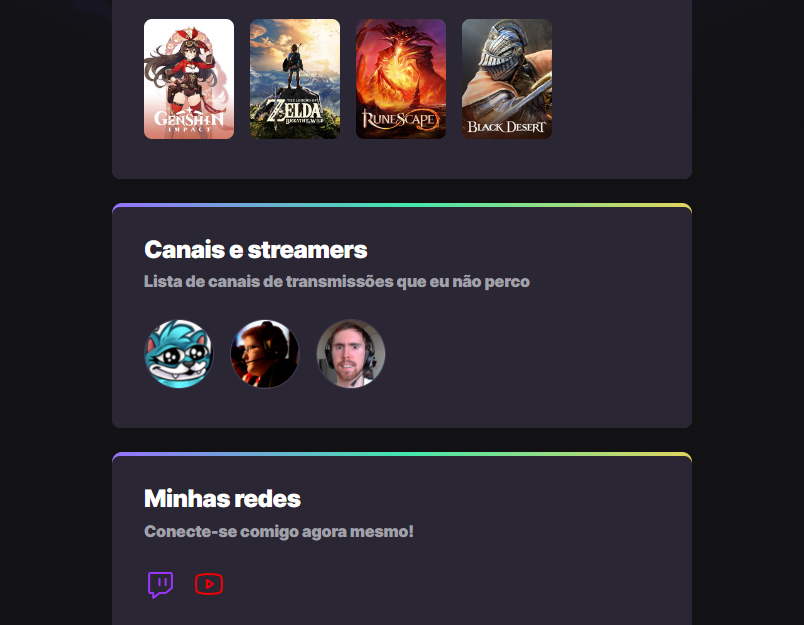 GENSHIN
IMPACT
THE LEGEND OF
ZELDA
BREATH OF THE WILD
RUNESCAPE
BLACK DESERT
Canais e streamers
Lista de canais de transmissões que eu não perco
Minhas redes
Conecte-se comigo agora mesmo!